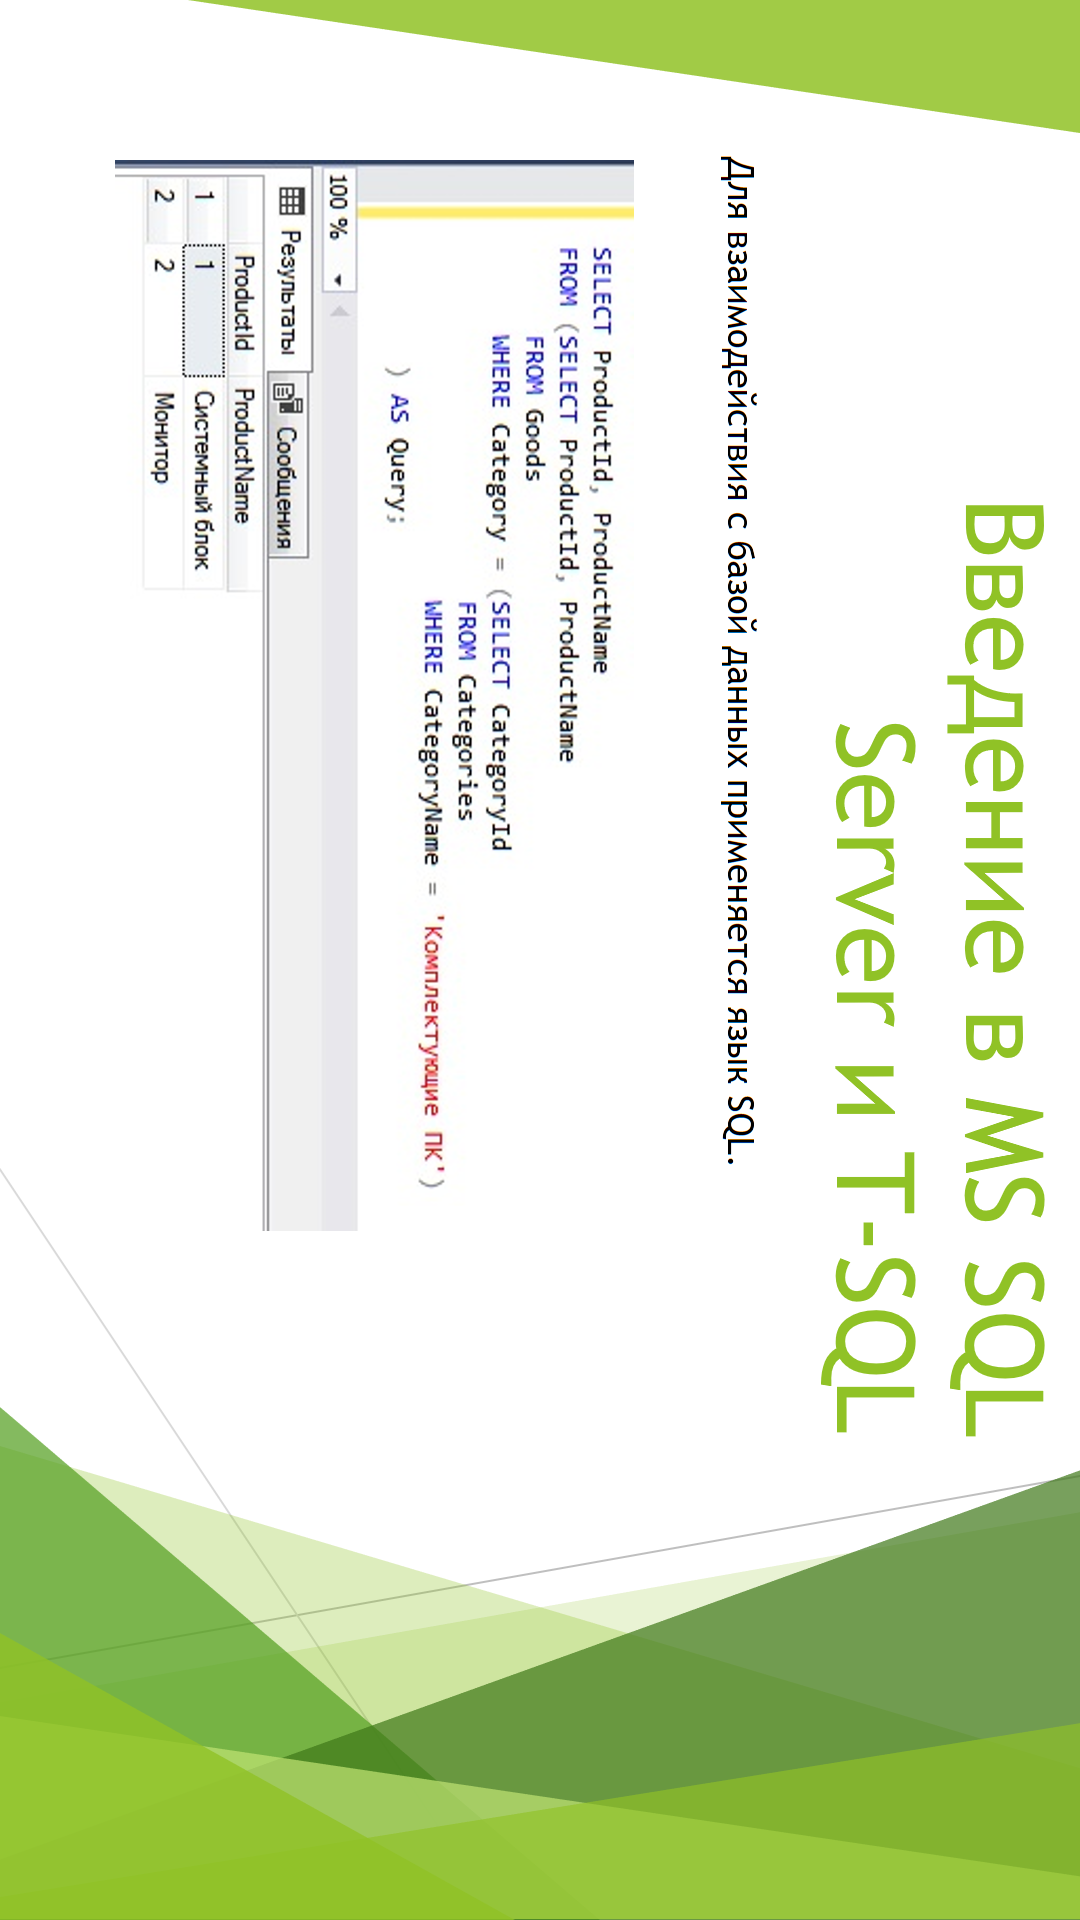 Введение в MS SQL
Server и T-SQL
Для взаимодействия с базой данных применяется язык SQL.
SELECT ProductId, ProductName
FROM (SELECT ProductId, ProductName
FROM Goods
WHERE Category = (SELECT CategoryId
FROM Categories
WHERE CategoryName = 'Комплектующие ПК')
) AS Query;
100 %
Результаты Сообщения
ProductId ProductName
1 1 Системный блок
2 2 Монитор